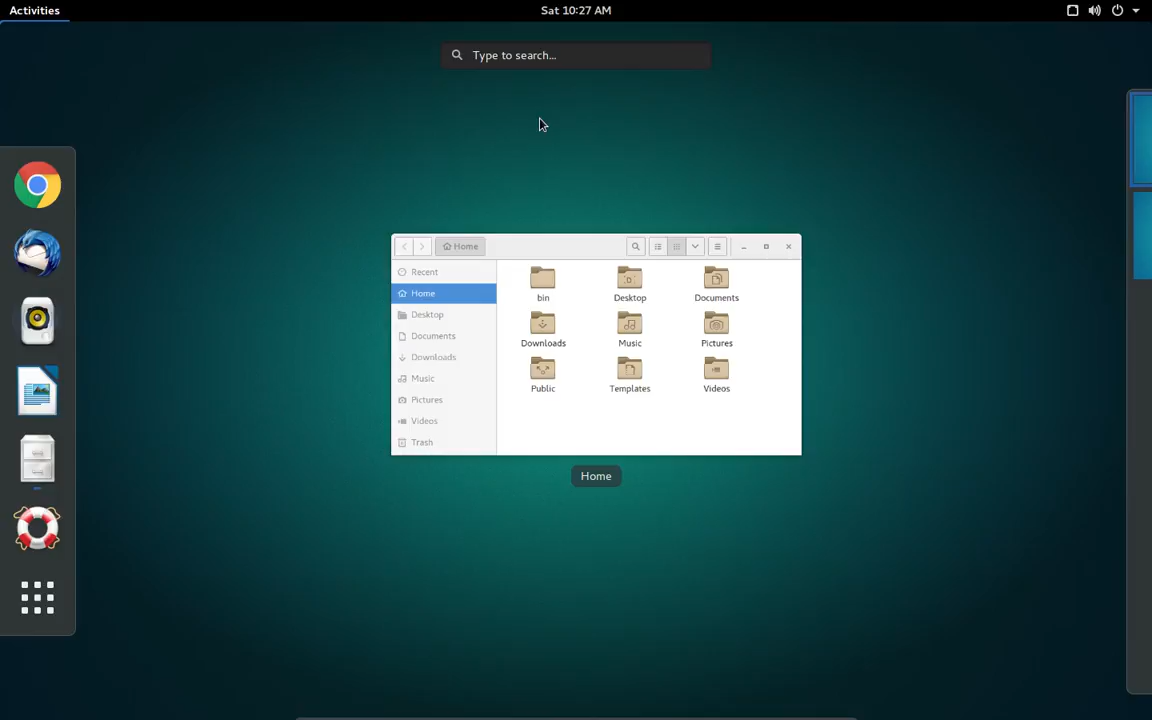 Activities
Sat 10:27 AM
Type to search...
Home
Recent
Home
Desktop
Documents
Downloads
Music
Pictures
Videos
Trash
bin
Desktop
Documents
Downloads
Music
Pictures
Public
Templates
Videos
Home